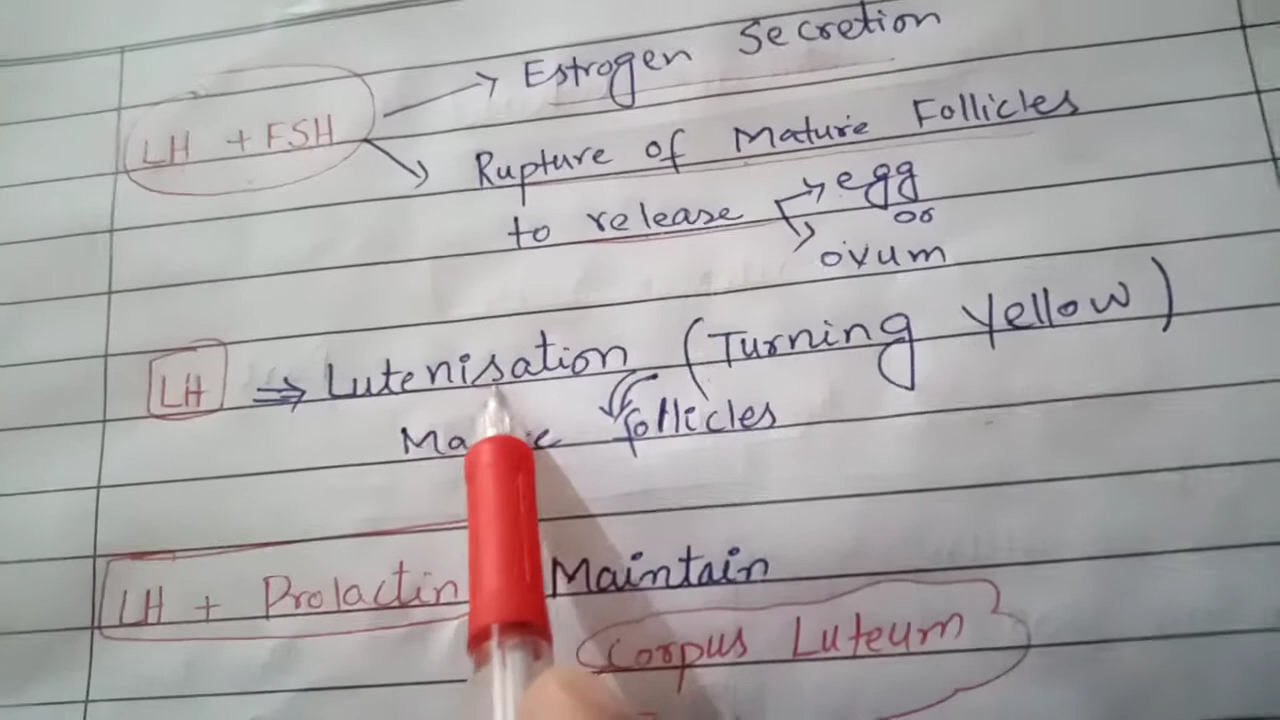 Estrogen Secretion
LH + FSH
Rupture of Mature Follicles
to release egg
or
ovum
LH ⇒ Lutenisation (Turning Yellow)
follicles
LH + Prolactin Maintain
Corpus Luteum